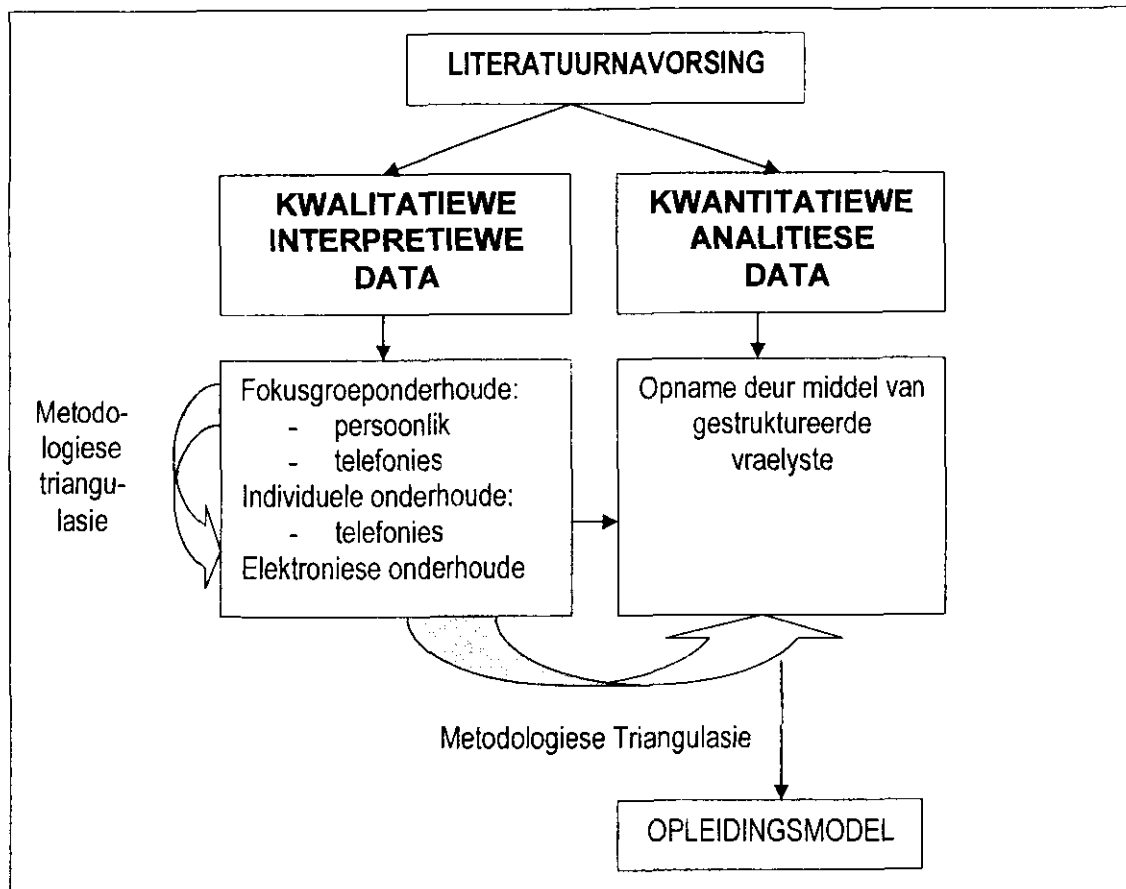 LITERATUURNAVORSING
KWALITATIEWE
INTERPRETIEWE
DATA
KWANTITATIEWE
ANALITIESE
DATA
Metodo-
logiese
triangu-
lasie
Fokusgroeponderhoude:
- persoonlik
- telefonies
Individuele onderhoude:
- telefonies
Elektroniese onderhoude
Opname deur middel van
gestruktureerde
vraelyste
Metodologiese Triangulasie
OPLEIDINGSMODEL